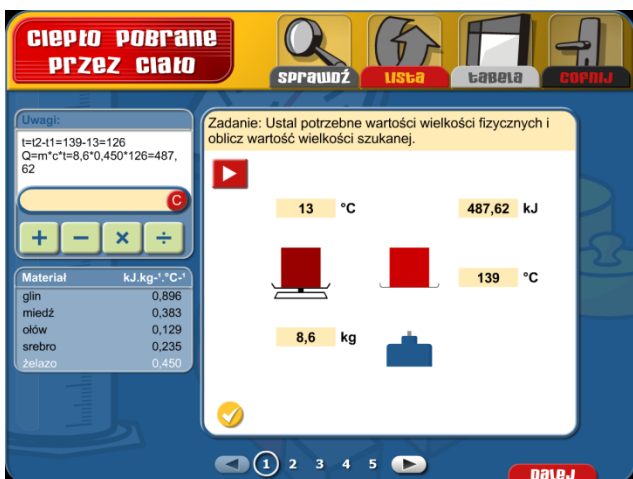 ciepło pobrane
przez ciało
sprawdź
lista
tabela
cofnij
Uwagi:
t=t2-t1=139-13=126
Q=m*c*t=8,6*0,450*126=487,
62
C
+ − × ÷
Materiał kJ.kg-¹.°C-¹
glin 0,896
miedź 0,383
ołów 0,129
srebro 0,235
żelazo 0,450
Zadanie: Ustal potrzebne wartości wielkości fizycznych i
oblicz wartość wielkości szukanej.
13 °C 487,62 kJ
139 °C
8,6 kg
1 2 3 4 5
dalej